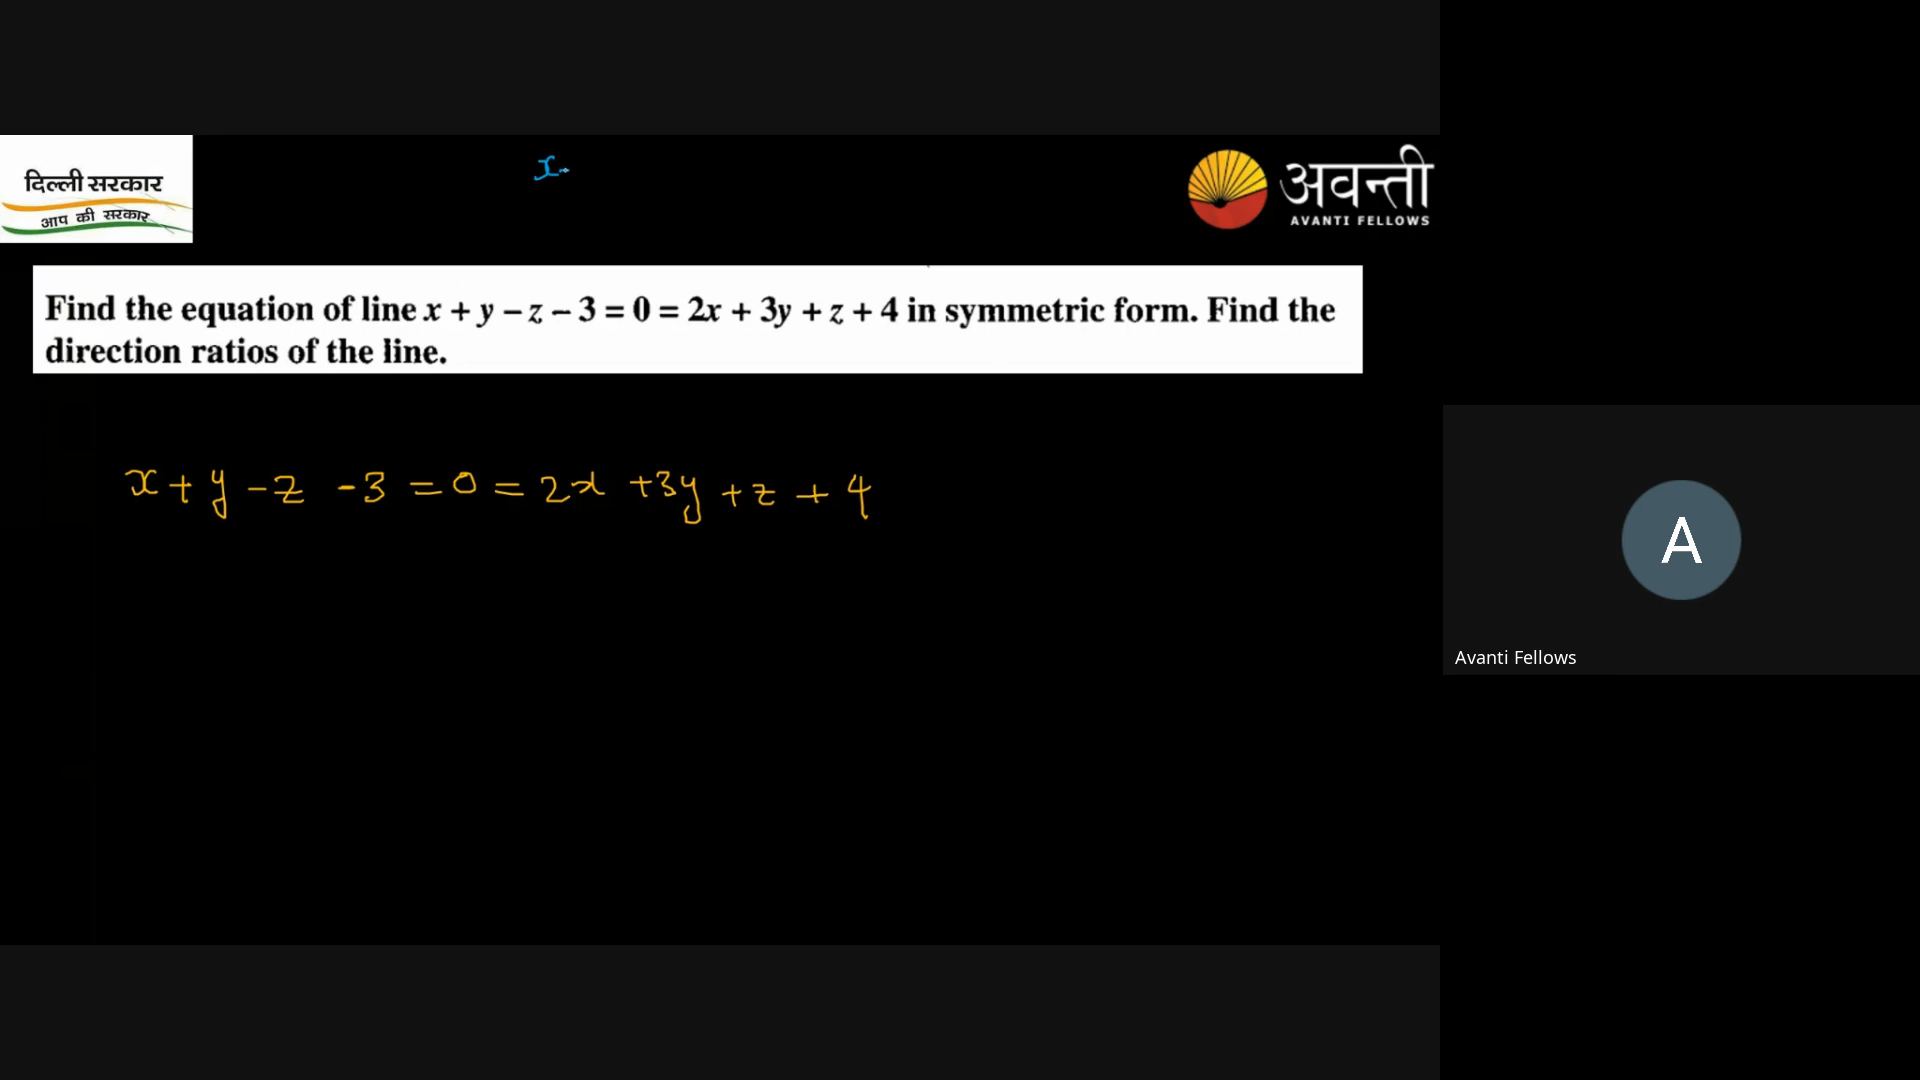 दिल्ली सरकार
आप की सरकार
x-
अवन्ती
AVANTI FELLOWS
Find the equation of line x + y – z – 3 = 0 = 2x + 3y + z + 4 in symmetric form. Find the
direction ratios of the line.
x + y - z - 3 = 0 = 2x + 3y + z + 4
A
Avanti Fellows